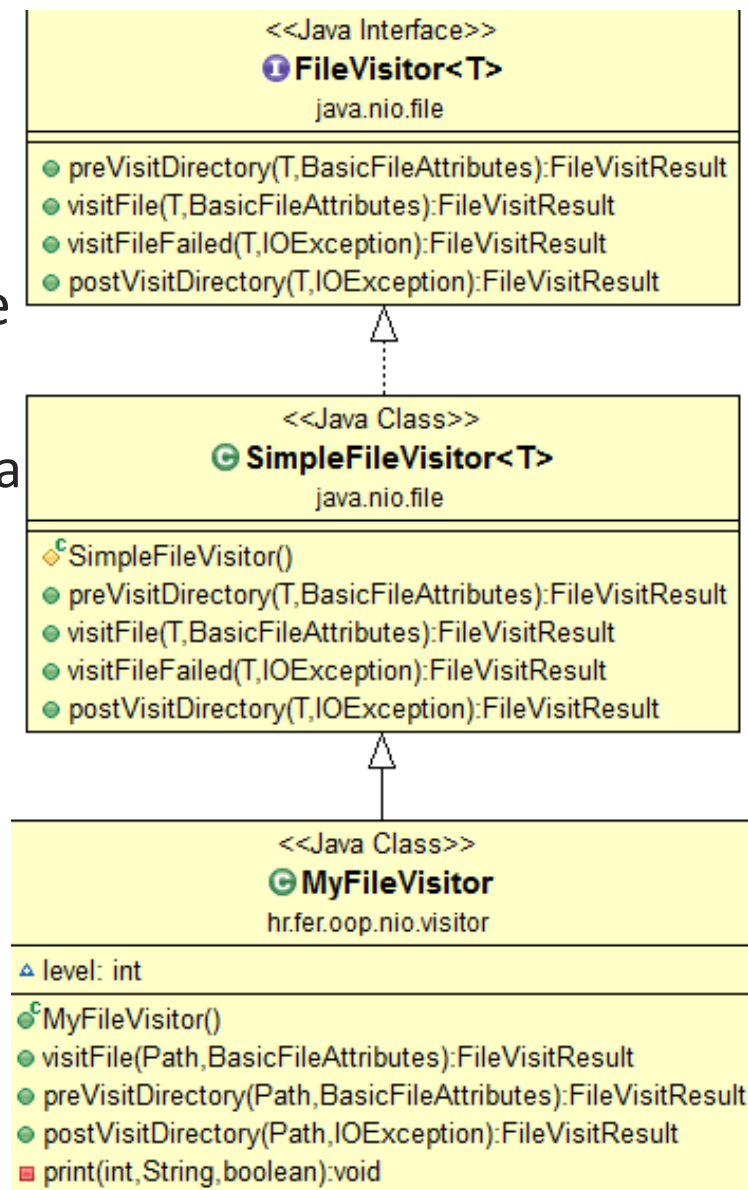 <<Java Interface>>
I FileVisitor<T>
java.nio.file
preVisitDirectory(T,BasicFileAttributes):FileVisitResult
visitFile(T,BasicFileAttributes):FileVisitResult
visitFileFailed(T,IOException):FileVisitResult
postVisitDirectory(T,IOException):FileVisitResult
e
<<Java Class>>
C SimpleFileVisitor<T>
a
java.nio.file
C SimpleFileVisitor()
preVisitDirectory(T,BasicFileAttributes):FileVisitResult
visitFile(T,BasicFileAttributes):FileVisitResult
visitFileFailed(T,IOException):FileVisitResult
postVisitDirectory(T,IOException):FileVisitResult
<<Java Class>>
C MyFileVisitor
hr.fer.oop.nio.visitor
level: int
C MyFileVisitor()
visitFile(Path,BasicFileAttributes):FileVisitResult
preVisitDirectory(Path,BasicFileAttributes):FileVisitResult
postVisitDirectory(Path,IOException):FileVisitResult
print(int,String,boolean):void